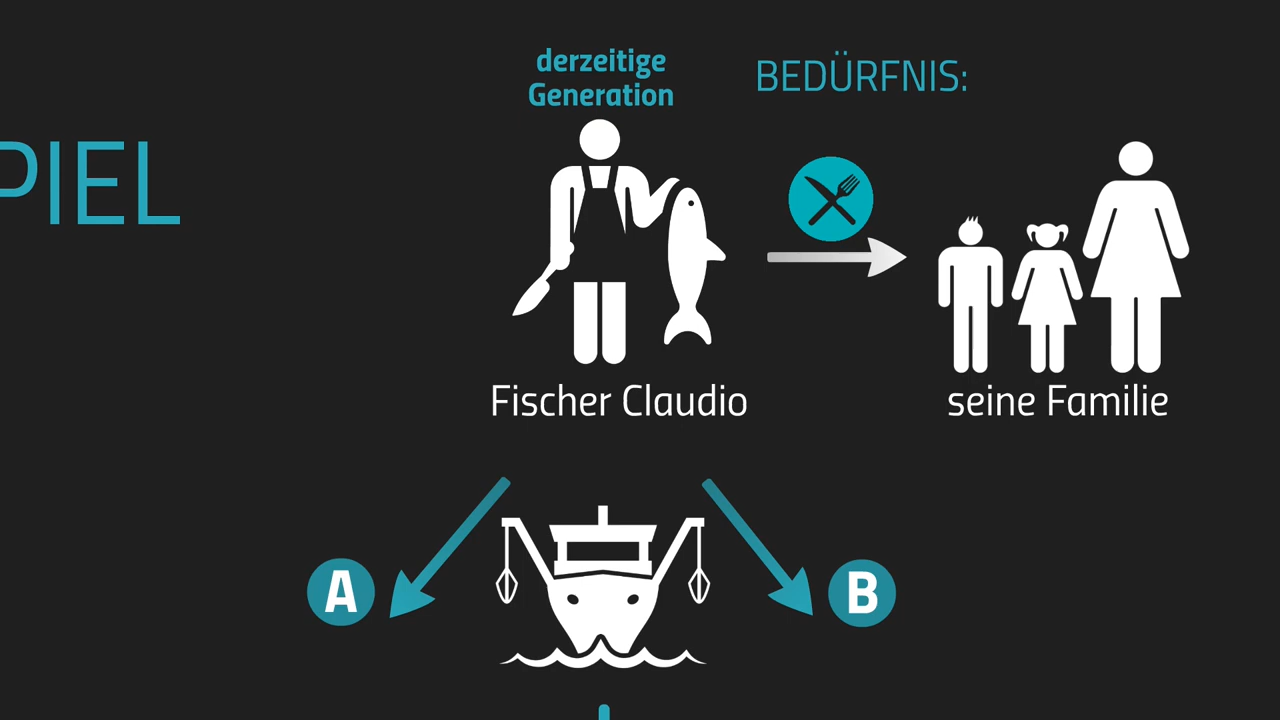 derzeitige
Generation
BEDÜRFNIS:
PIEL
Fischer Claudio
seine Familie
A
B